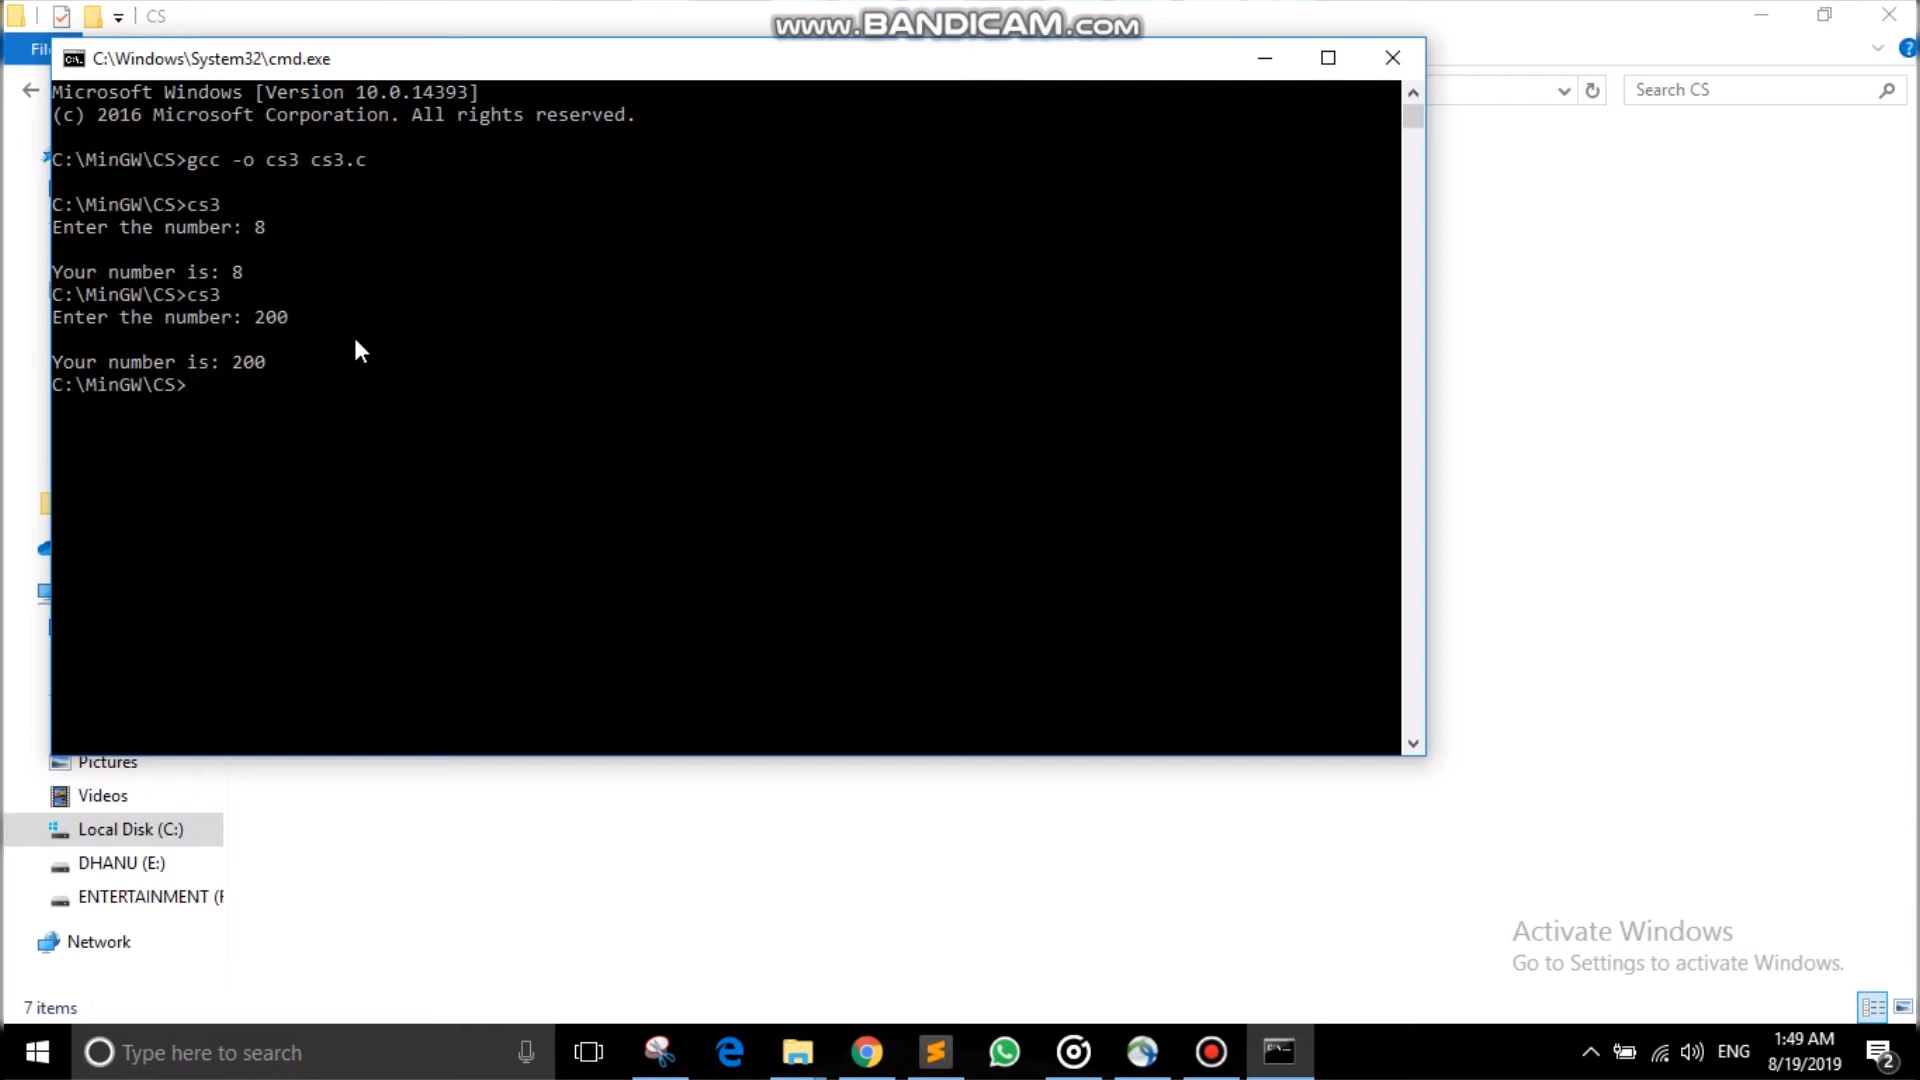 CS
www.BANDICAM.com
Fil
C:\Windows\System32\cmd.exe
Search CS
Microsoft Windows [Version 10.0.14393]
(c) 2016 Microsoft Corporation. All rights reserved.
C:\MinGW\CS>gcc -o cs3 cs3.c
C:\MinGW\CS>cs3
Enter the number: 8
Your number is: 8
C:\MinGW\CS>cs3
Enter the number: 200
Your number is: 200
C:\MinGW\CS>
Pictures
Videos
Local Disk (C:)
DHANU (E:)
ENTERTAINMENT (F
Network
Activate Windows
Go to Settings to activate Windows.
7 items
Type here to search
ENG
1:49 AM
8/19/2019
2